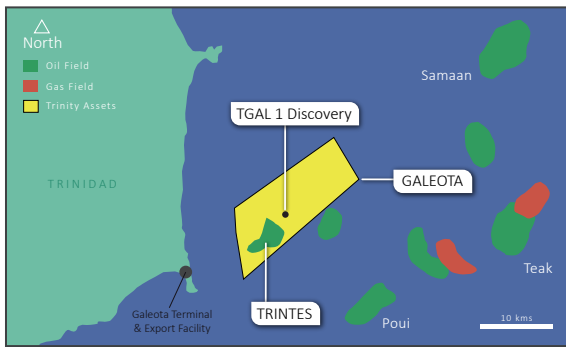 North
Oil Field
Gas Field
Trinity Assets
Samaan
TGAL 1 Discovery
GALEOTA
TRINIDAD
Teak
Galeota Terminal
& Export Facility
TRINTES
Poui
10 kms